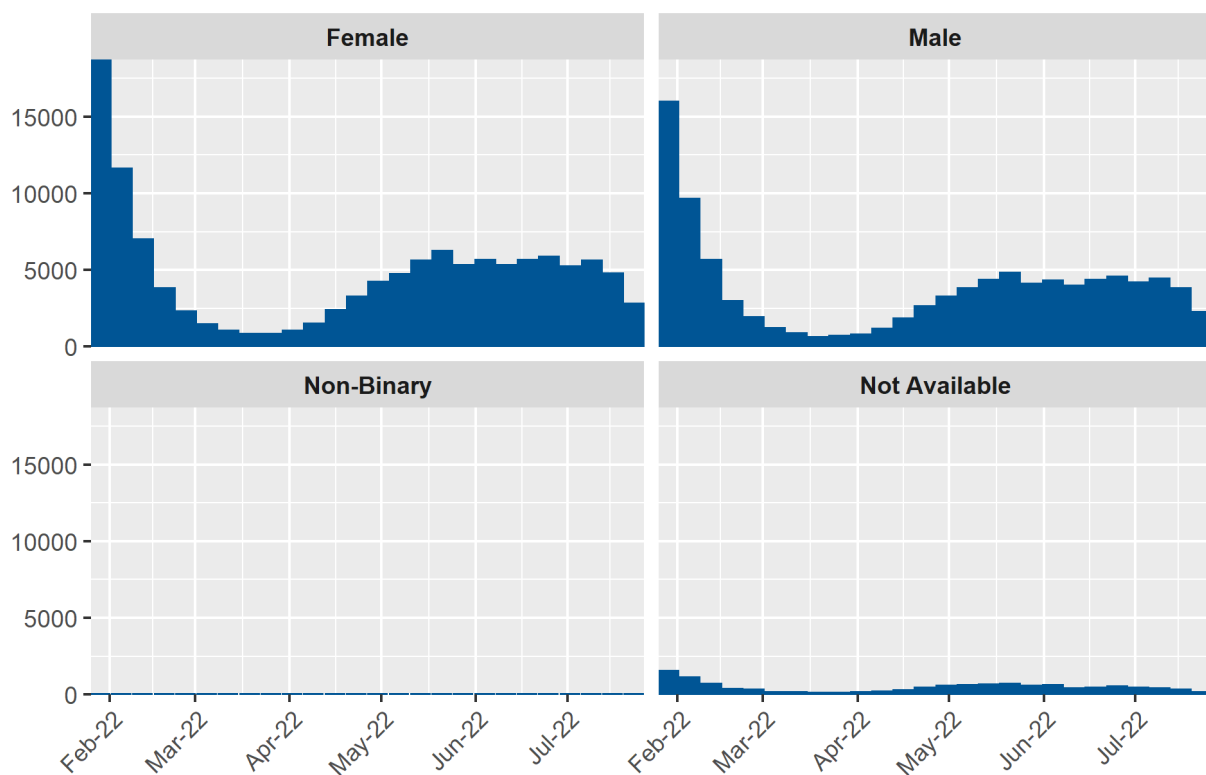 Female
Male
15000
10000
5000
0
Non-Binary
Not Available
15000
10000
5000
0
Feb-22
Mar-22
Apr-22
May-22
Jun-22
Jul-22
Feb-22
Mar-22
Apr-22
May-22
Jun-22
Jul-22